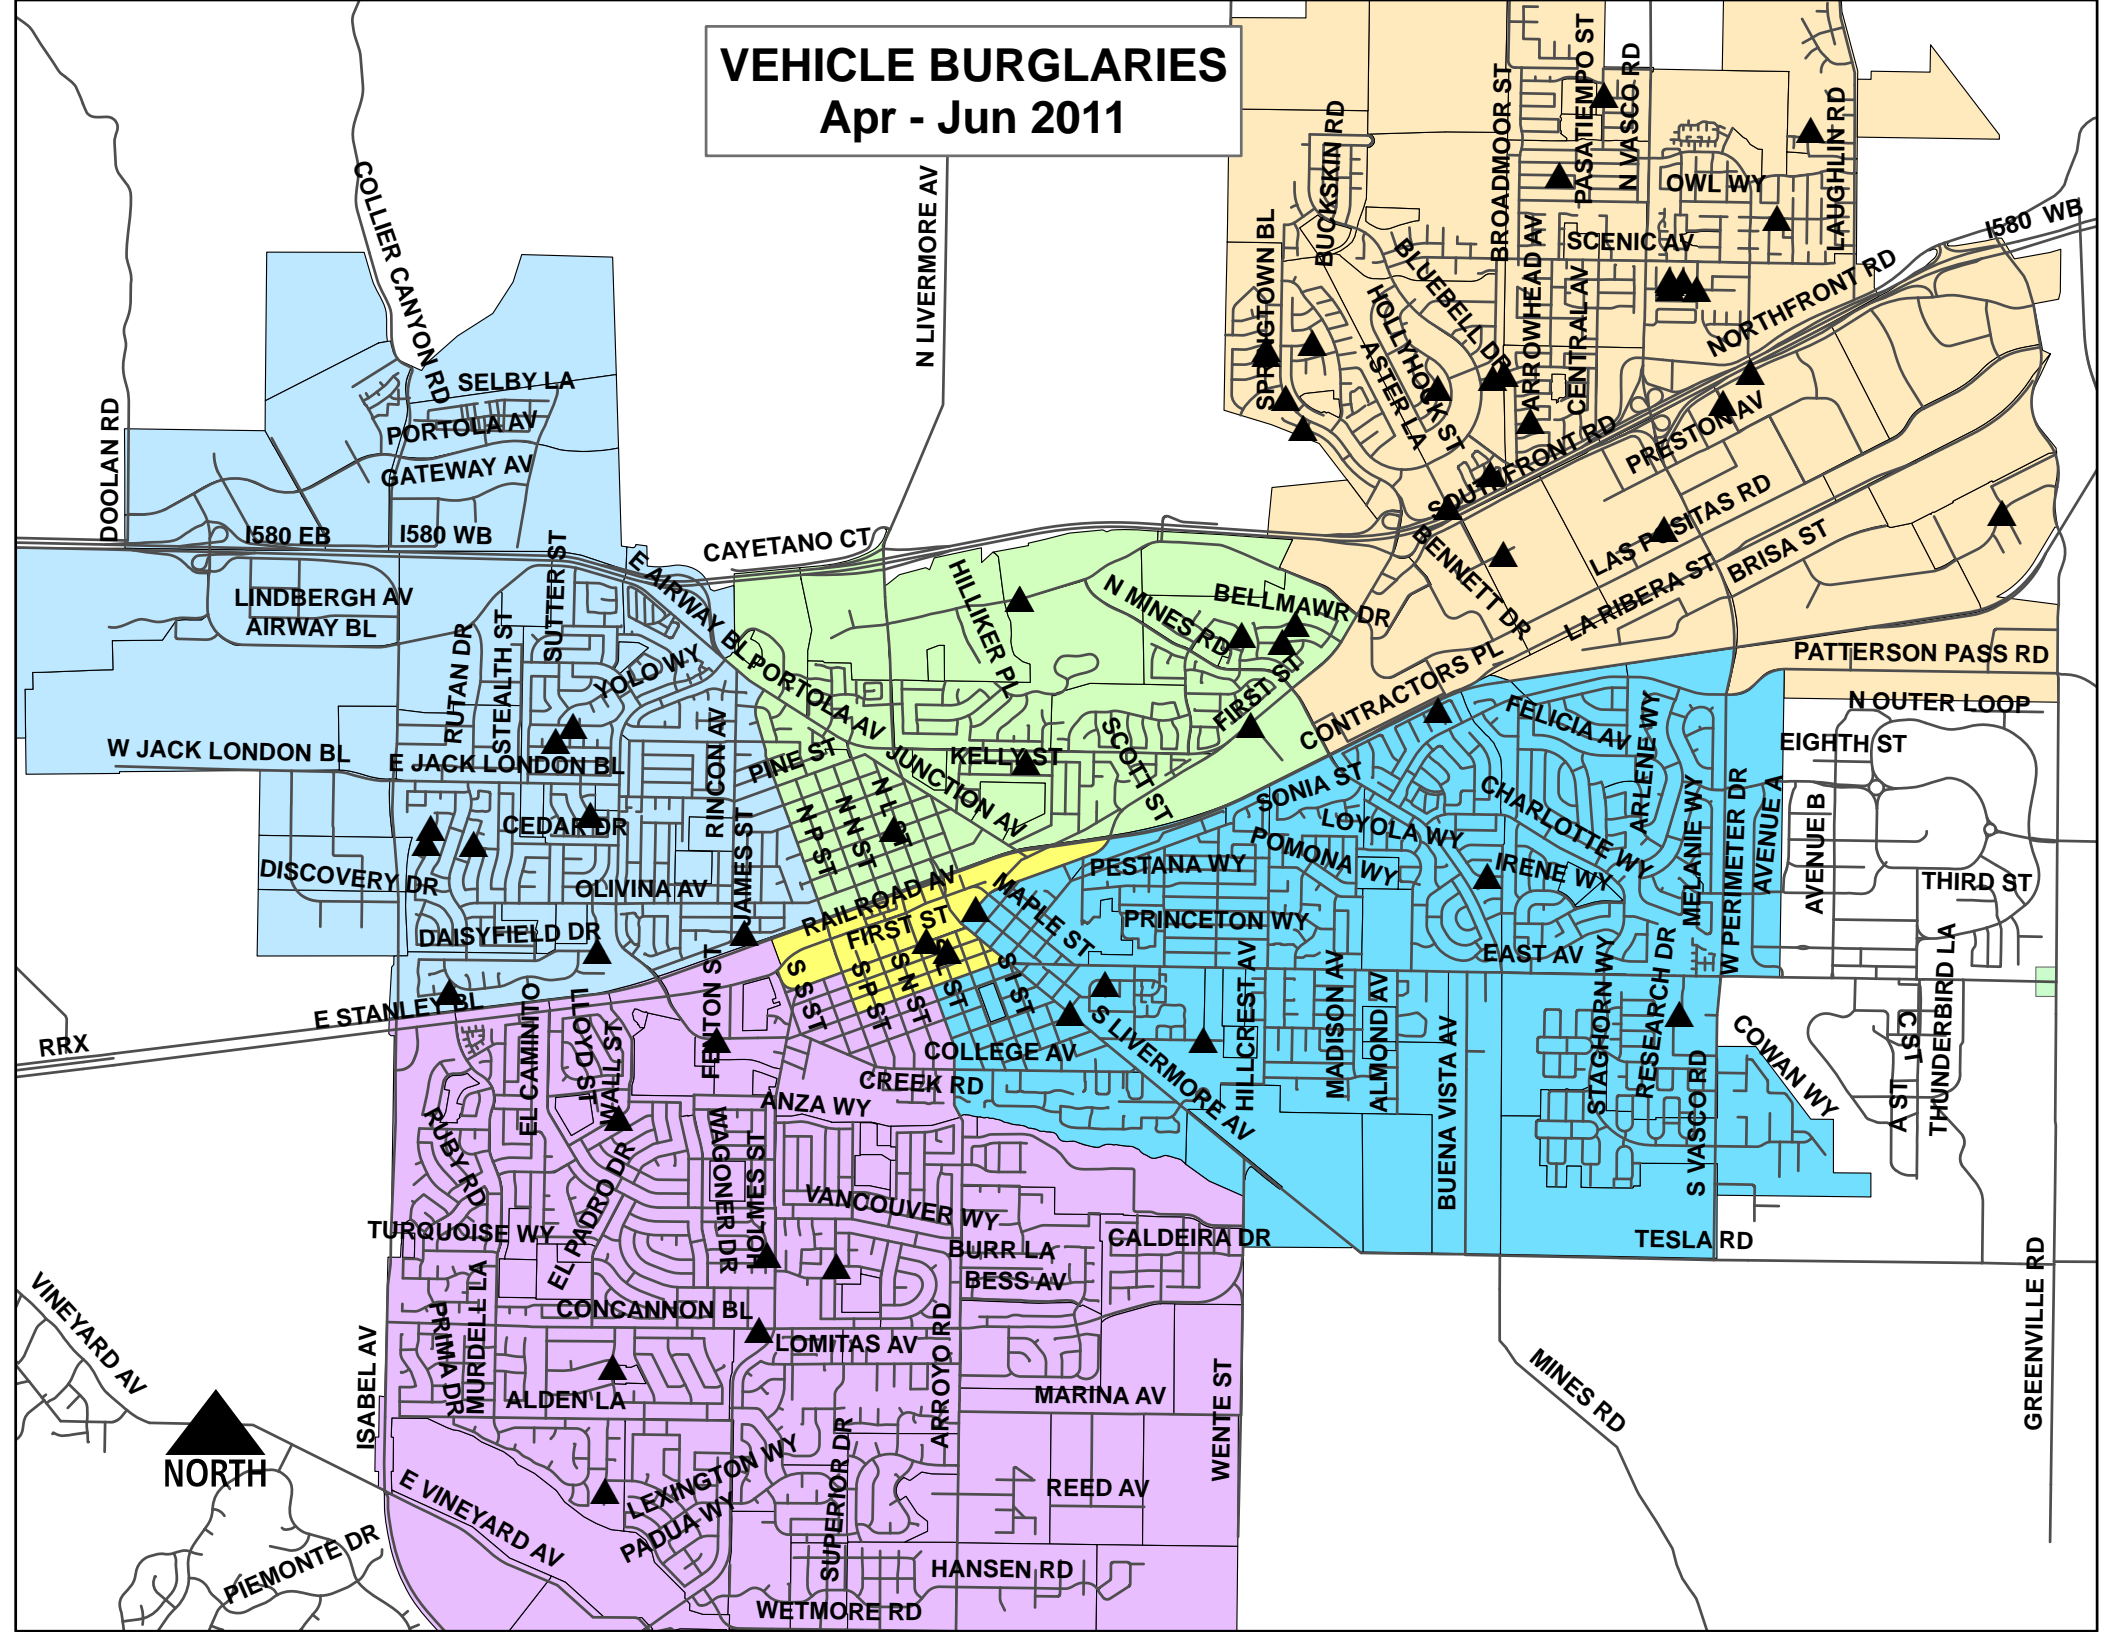 VEHICLE BURGLARIES
Apr - Jun 2011
COLLIER CANYON RD
DOOLAN RD
N LIVERMORE AV
SPRINGTOWN BL
BUCKSKIN RD
BROADMOOR ST
PASATIEMPO ST
N VASCO RD
LAUGHLIN RD
OWL WY
SCENIC AV
I580 WB
NORTHFRONT RD
BLUEBELL DR
HOLLYHOCK ST
ASTER LA
ARROWHEAD AV
CENTRAL AV
SOUTHFRONT RD
PRESTON AV
LAS POSITAS RD
LA RIBERA ST
BRISA ST
BENNETT DR
CONTRACTORS PL
PATTERSON PASS RD
N OUTER LOOP
SELBY LA
PORTOLA AV
GATEWAY AV
I580 EB
I580 WB
CAYETANO CT
LINDBERGH AV
AIRWAY BL
E AIRWAY BL
SUTTER ST
STEALTH ST
RUTAN DR
YOLO WY
PORTOLA AV
HILLIKER PL
N MINES RD
BELLMAWR DR
FIRST ST
W JACK LONDON BL
E JACK LONDON BL
RINCON AV
PINE ST
JUNCTION AV
KELLY ST
SCOTT ST
N L ST
N N ST
N P ST
CEDAR DR
JAMES ST
DISCOVERY DR
OLIVINA AV
DAISYFIELD DR
RAILROAD AV
FIRST ST
MAPLE ST
SONIA ST
PESTANA WY
POMONA WY
LOYOLA WY
PRINCETON WY
FELICIA AV
ARLENE WY
CHARLOTTE WY
IRENE WY
MELANIE WY
W PERIMETER DR
AVENUE A
AVENUE B
EIGHTH ST
THIRD ST
EAST AV
E STANLEY BL
RRX
FENTON ST
S S ST
S P ST
S N ST
S L ST
S I ST
COLLEGE AV
CREEK RD
S LIVERMORE AV
HILLCREST AV
MADISON AV
ALMOND AV
BUENA VISTA AV
STAGHORN WY
RESEARCH DR
S VASCO RD
COWAN WY
C ST
A ST
THUNDERBIRD LA
EL CAMINITO
LLOYD ST
WALL ST
ANZA WY
RUBY RD
EL PADRO DR
WAGONER DR
HOLMES ST
VANCOUVER WY
TURQUOISE WY
BURR LA
BESS AV
CALDEIRA DR
TESLA RD
CONCANNON BL
LOMITAS AV
PRIMA DR
MURDELL LA
ISABEL AV
ALDEN LA
ARROYO RD
MARINA AV
WENTE ST
MINES RD
GREENVILLE RD
VINEYARD AV
NORTH
E VINEYARD AV
LEXINGTON WY
PADUA WY
SUPERIOR DR
REED AV
HANSEN RD
PIEMONTE DR
WETMORE RD